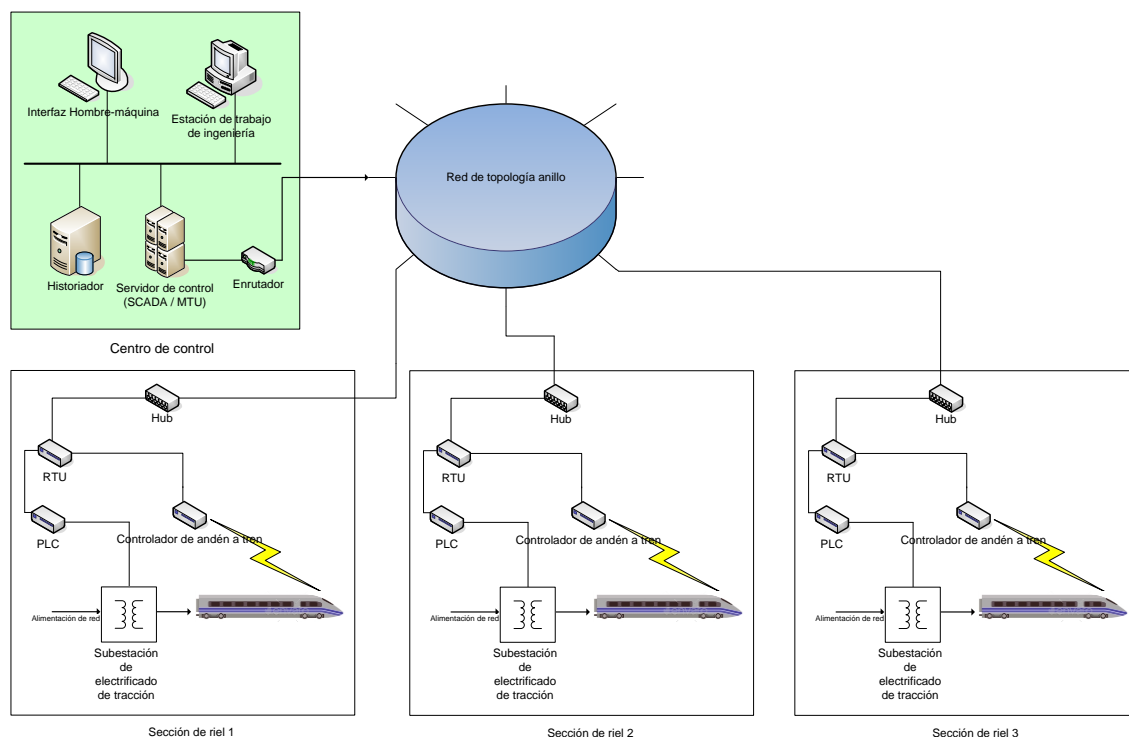 Interfaz Hombre-máquina
Estación de trabajo
de ingeniería
Historiador
Servidor de control
(SCADA / MTU)
Enrutador
Centro de control
Red de topología anillo
Hub
RTU
PLC
Controlador de andén a tren
Alimentación de red
Subestación
de
electrificado
de tracción
Sección de riel 1
Hub
RTU
PLC
Controlador de andén a tren
Alimentación de red
Subestación
de
electrificado
de tracción
Sección de riel 2
Hub
RTU
PLC
Controlador de andén a tren
Alimentación de red
Subestación
de
electrificado
de tracción
Sección de riel 3